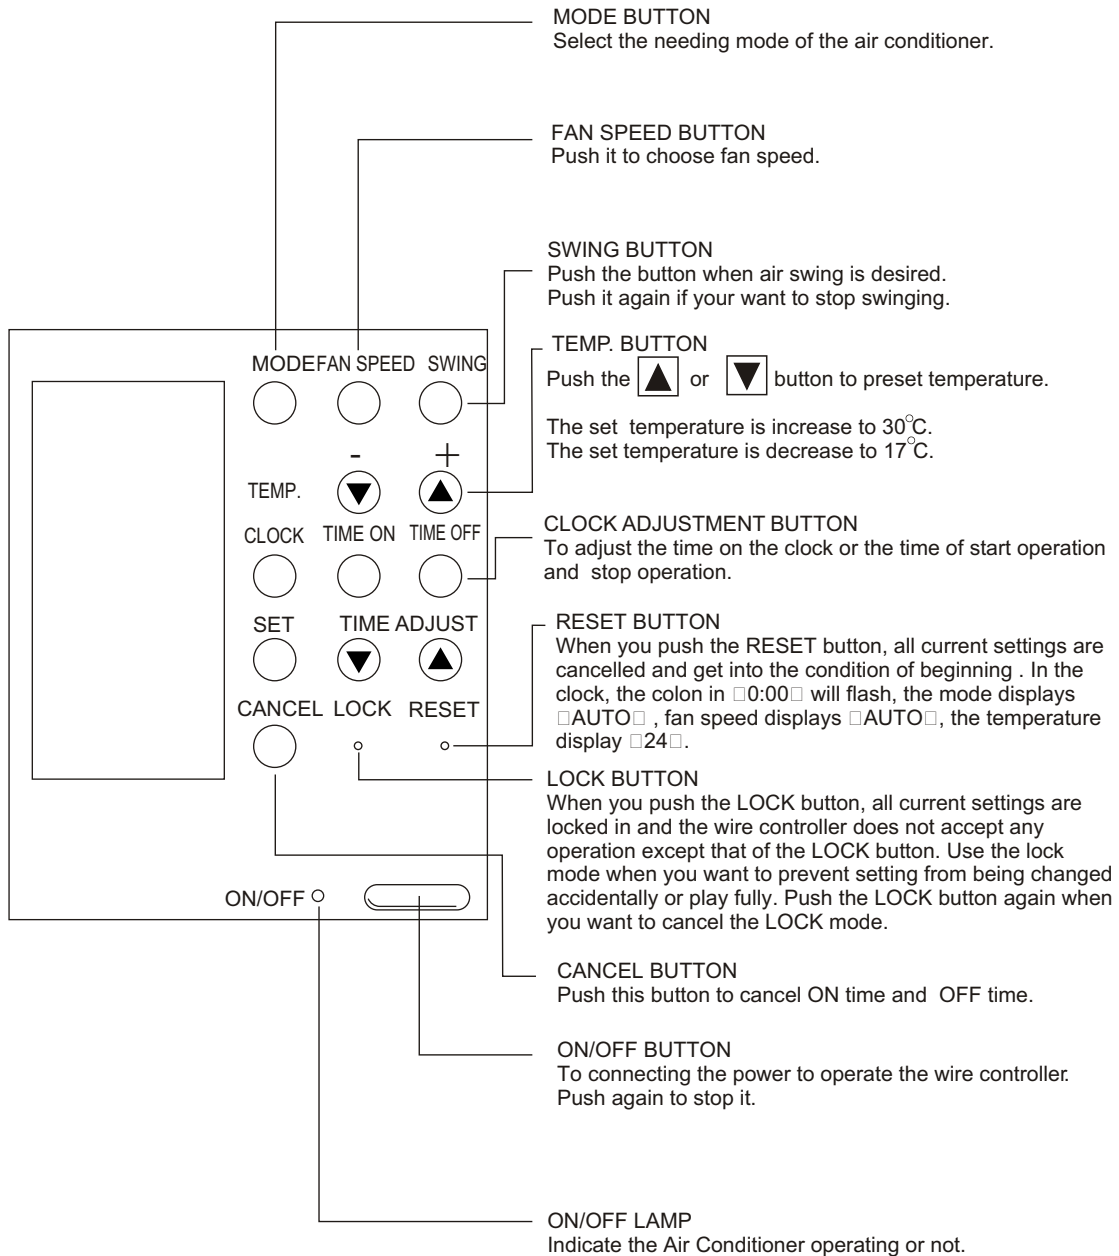 MODE BUTTON
Select the needing mode of the air conditioner.
FAN SPEED BUTTON
Push it to choose fan speed.
SWING BUTTON
Push the button when air swing is desired.
Push it again if your want to stop swinging.
TEMP. BUTTON
Push the ▲ or ▼ button to preset temperature.
The set temperature is increase to 30°C.
The set temperature is decrease to 17°C.
CLOCK ADJUSTMENT BUTTON
To adjust the time on the clock or the time of start operation
and stop operation.
RESET BUTTON
When you push the RESET button, all current settings are
cancelled and get into the condition of beginning . In the
clock, the colon in □0:00□ will flash, the mode displays
□AUTO□ , fan speed displays □AUTO□, the temperature
display □24□.
LOCK BUTTON
When you push the LOCK button, all current settings are
locked in and the wire controller does not accept any
operation except that of the LOCK button. Use the lock
mode when you want to prevent setting from being changed
accidentally or play fully. Push the LOCK button again when
you want to cancel the LOCK mode.
CANCEL BUTTON
Push this button to cancel ON time and OFF time.
ON/OFF BUTTON
To connecting the power to operate the wire controller.
Push again to stop it.
ON/OFF LAMP
Indicate the Air Conditioner operating or not.
MODE FAN SPEED SWING
- +
TEMP. ▼ ▲
CLOCK TIME ON TIME OFF
SET TIME ADJUST
▼ ▲
CANCEL LOCK RESET
ON/OFF